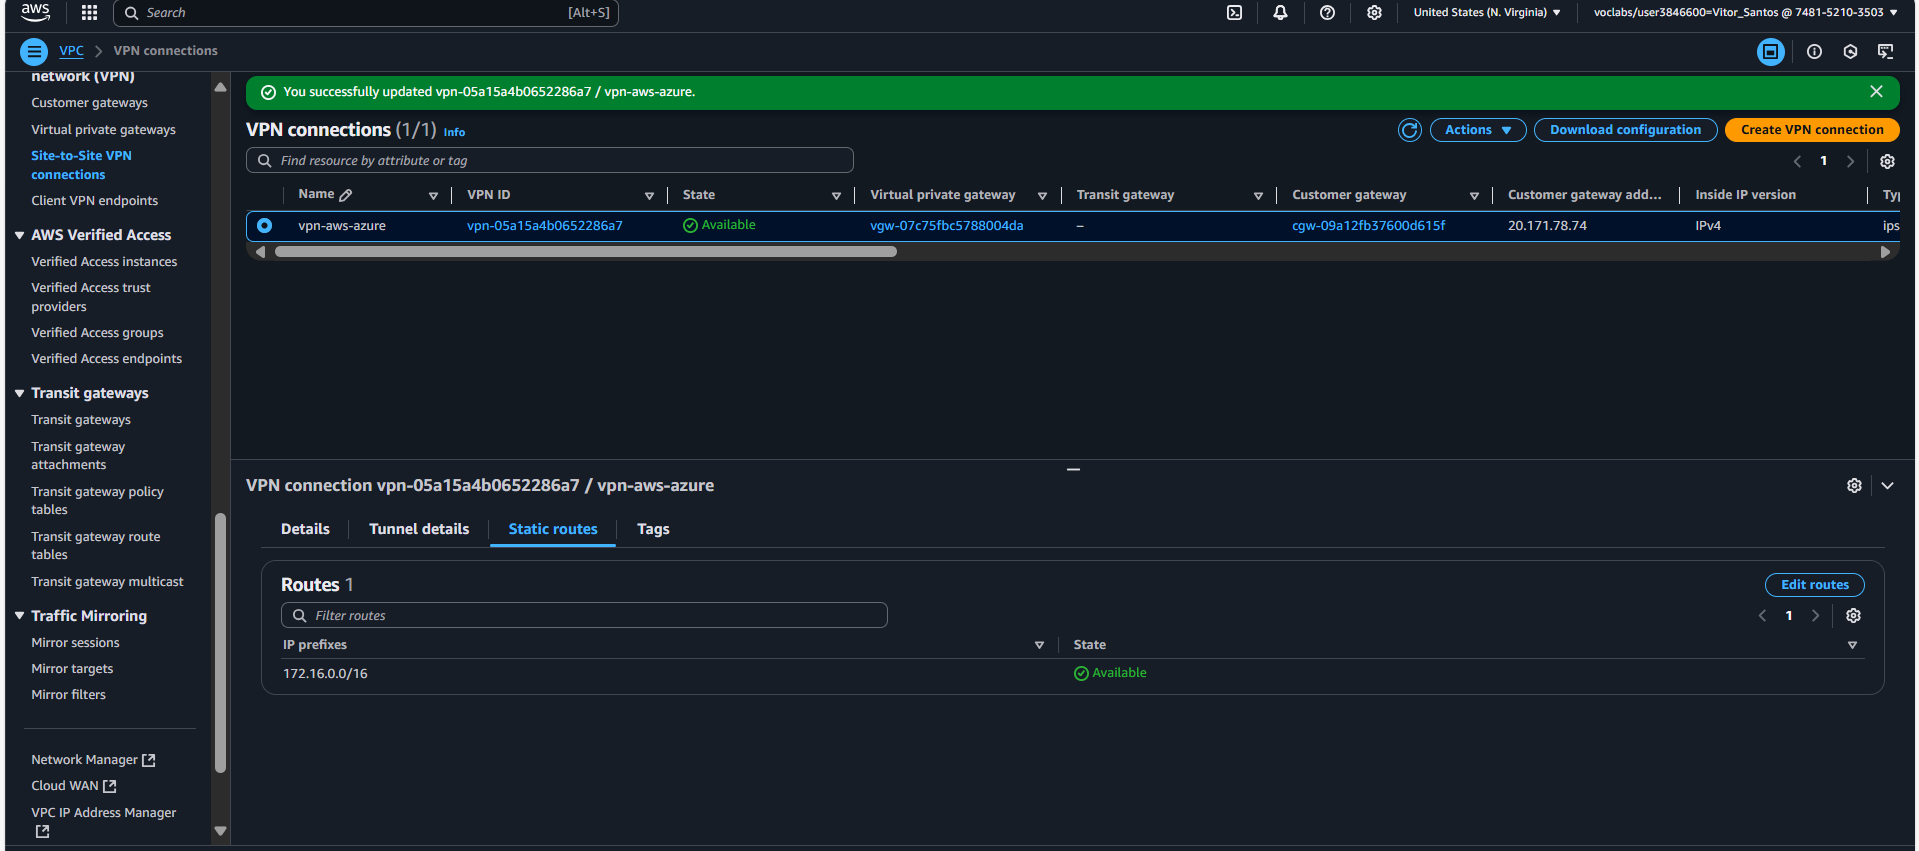 aws
Search [Alt+S]
United States (N. Virginia)
voclabs/user3846600=Vitor_Santos @ 7481-5210-3503
VPC
VPN connections
network (VPN)
Customer gateways
Virtual private gateways
Site-to-Site VPN
connections
Client VPN endpoints
AWS Verified Access
Verified Access instances
Verified Access trust
providers
Verified Access groups
Verified Access endpoints
Transit gateways
Transit gateways
Transit gateway
attachments
Transit gateway policy
tables
Transit gateway route
tables
Transit gateway multicast
Traffic Mirroring
Mirror sessions
Mirror targets
Mirror filters
Network Manager
Cloud WAN
VPC IP Address Manager
You successfully updated vpn-05a15a4b0652286a7 / vpn-aws-azure.
VPN connections (1/1) Info
Actions
Download configuration
Create VPN connection
Find resource by attribute or tag
1
Name VPN ID State Virtual private gateway Transit gateway Customer gateway Customer gateway add... Inside IP version Ty
vpn-aws-azure vpn-05a15a4b0652286a7 Available vgw-07c75fbc5788004da – cgw-09a12fb37600d615f 20.171.78.74 IPv4 ips
VPN connection vpn-05a15a4b0652286a7 / vpn-aws-azure
Details Tunnel details Static routes Tags
Routes 1
Edit routes
Filter routes
1
IP prefixes State
172.16.0.0/16 Available